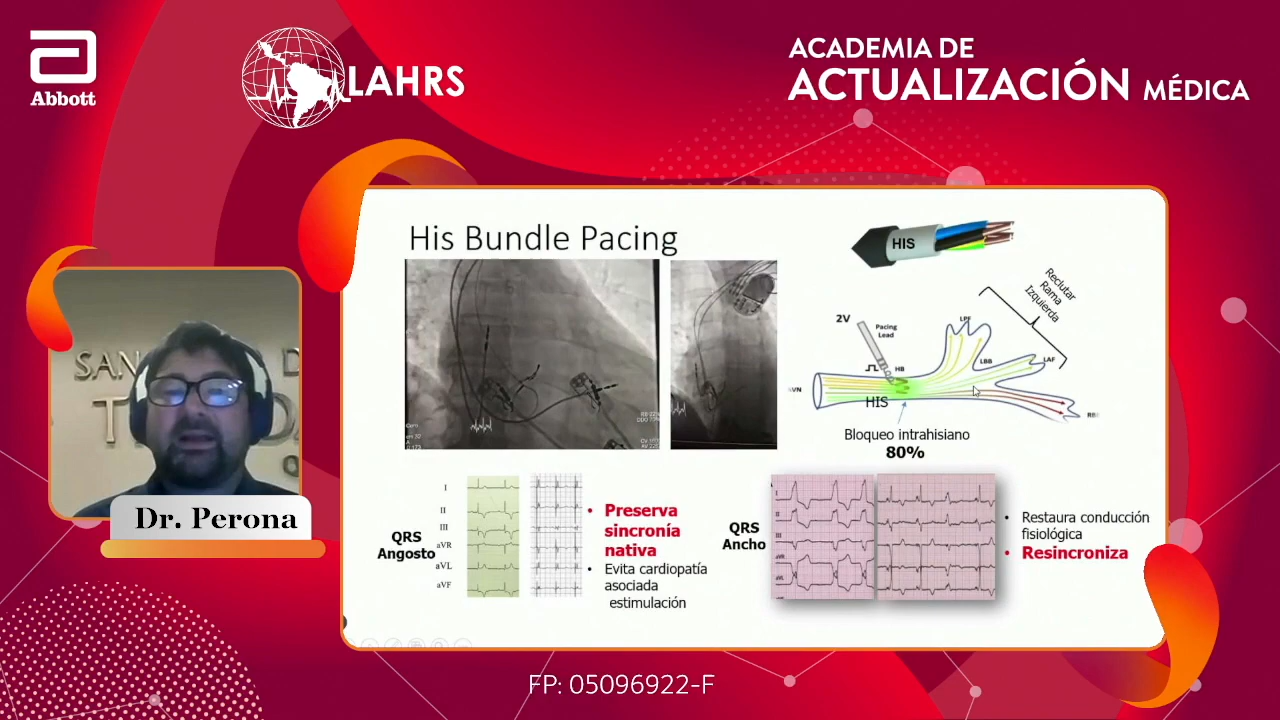 Abbott
LAHRS
ACADEMIA DE
ACTUALIZACIÓN MÉDICA
His Bundle Pacing
HIS
Reclutar
Rama
Izquierda
2V
Pacing
Lead
LPF
HB
LBB
LAF
HIS
Bloqueo intrahisiano
80%
SAN
T
Dr. Perona
QRS
Angosto
I
II
III
aVR
aVL
aVF
• Preserva
sincronía
nativa
• Evita cardiopatía
asociada
estimulación
QRS
Ancho
• Restaura conducción
fisiológica
• Resincroniza
FP: 05096922-F